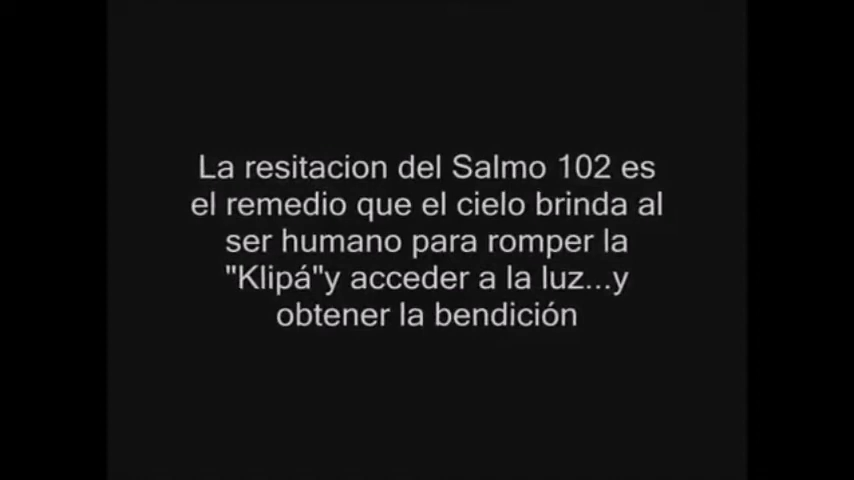 La resitacion del Salmo 102 es
el remedio que el cielo brinda al
ser humano para romper la
"Klipá"y acceder a la luz...y
obtener la bendición